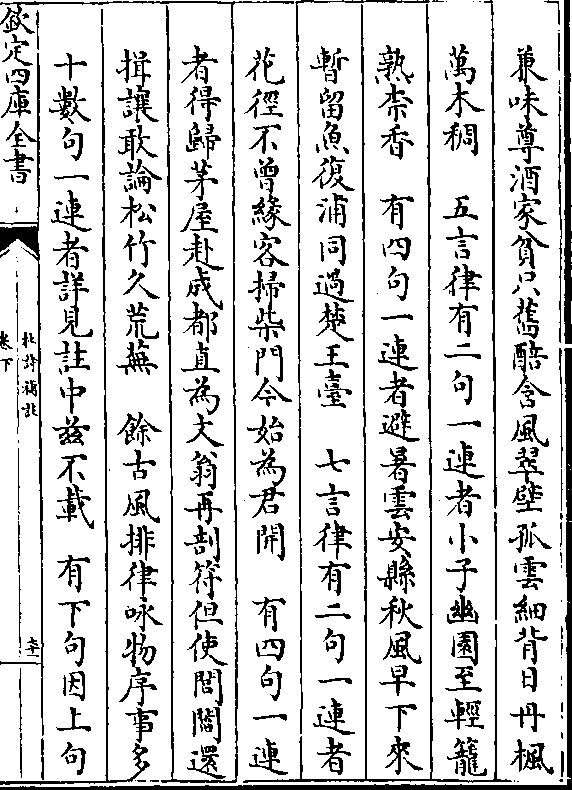 兼味尊酒家貧只舊醅含風翠壁孤雲細背日丹楓
萬木稠　五言律有二句一連者小子幽園至輕籠
熟柰香　有四句一連者避暑雲安縣秋風早下來
暫留魚復浦同過楚王臺　七言律有二句一連者
花徑不曾緣客掃柴門今始為君開　有四句一連
者得歸茅屋赴成都直為文翁再剖符但使閭閻還
揖讓敢論松竹久荒蕪　餘古風排律咏物序事多
十數句一連者詳見註中茲不載　有下句因上句
欽定四庫全書
杜詩攟註
卷下